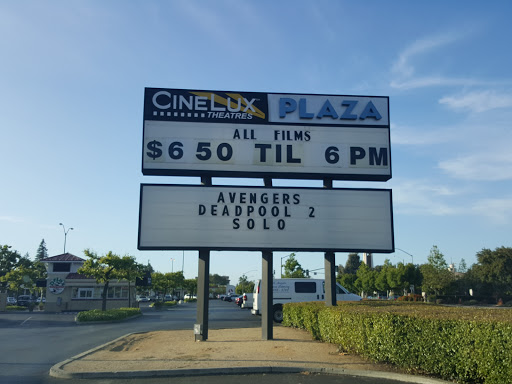 CINELUX
THEATRES
PLAZA
ALL FILMS
$6 50 TIL 6 PM
AVENGERS
DEADPOOL 2
SOLO